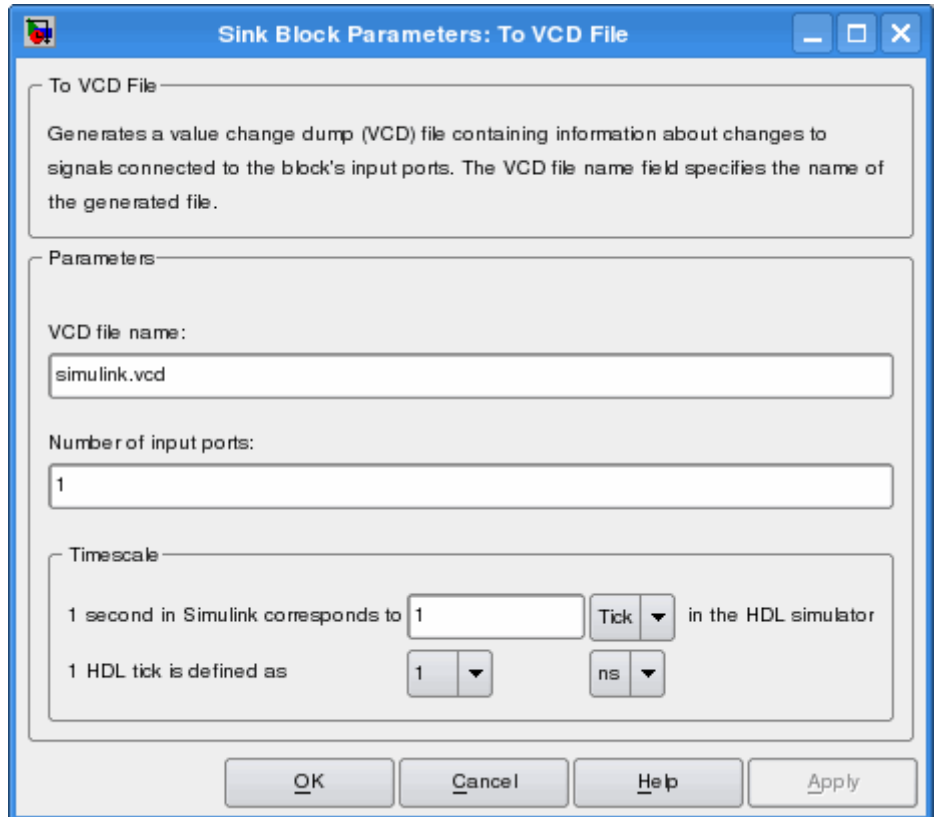 Sink Block Parameters: To VCD File
To VCD File
Generates a value change dump (VCD) file containing information about changes to
signals connected to the block's input ports. The VCD file name field specifies the name of
the generated file.
Parameters
VCD file name:
simulink.vcd
Number of input ports:
1
Timescale
1 second in Simulink corresponds to 1 Tick in the HDL simulator
1 HDL tick is defined as 1 ns
OK Cancel Help Apply